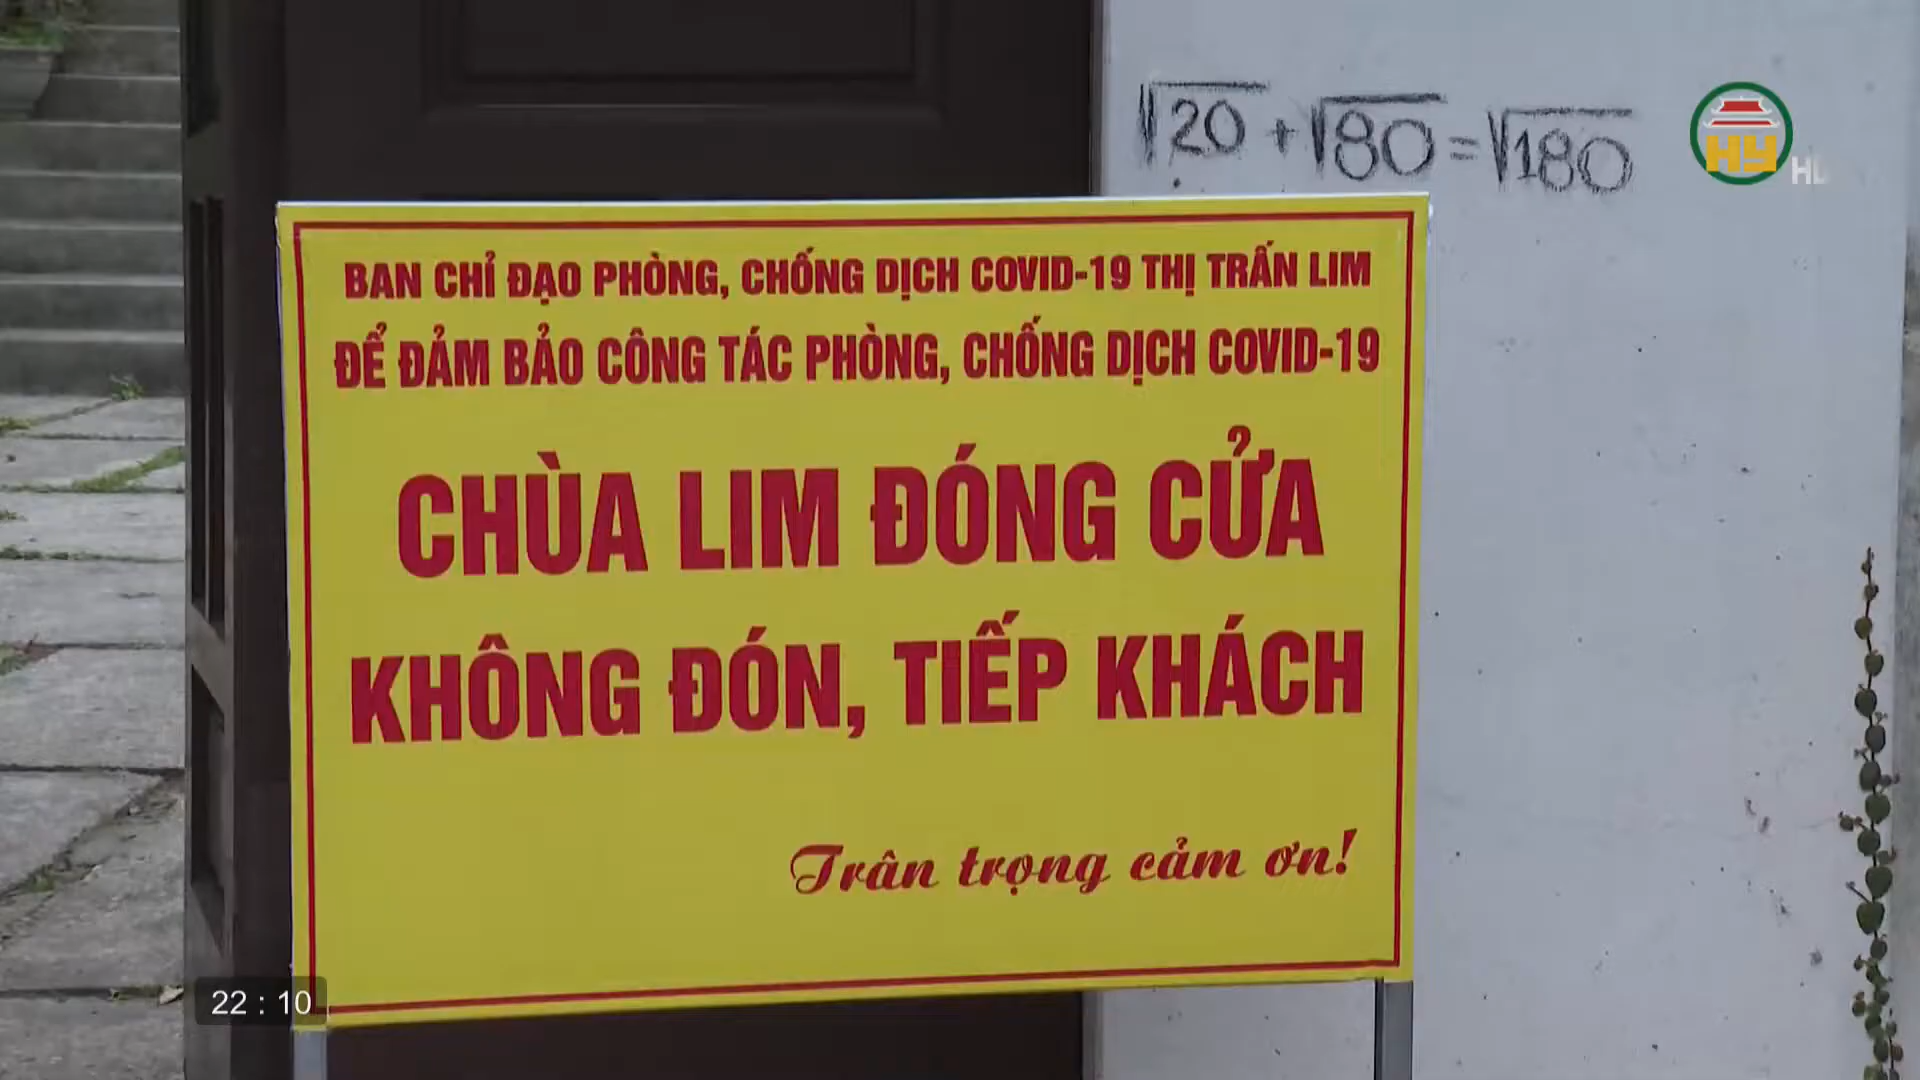 √20 + √80 = √180
HY
BAN CHỈ ĐẠO PHÒNG, CHỐNG DỊCH COVID-19 THỊ TRẤN LIM
ĐỂ ĐẢM BẢO CÔNG TÁC PHÒNG, CHỐNG DỊCH COVID-19
CHÙA LIM ĐÓNG CỬA
KHÔNG ĐÓN, TIẾP KHÁCH
Trân trọng cảm ơn!
22 : 10